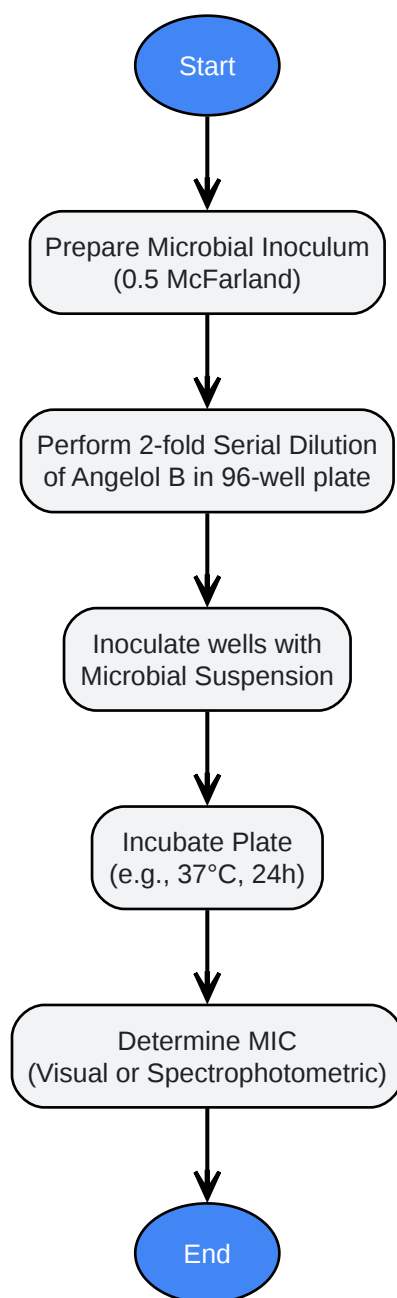 Start
Prepare Microbial Inoculum
(0.5 McFarland)
Perform 2-fold Serial Dilution
of Angelol B in 96-well plate
Inoculate wells with
Microbial Suspension
Incubate Plate
(e.g., 37°C, 24h)
Determine MIC
(Visual or Spectrophotometric)
End